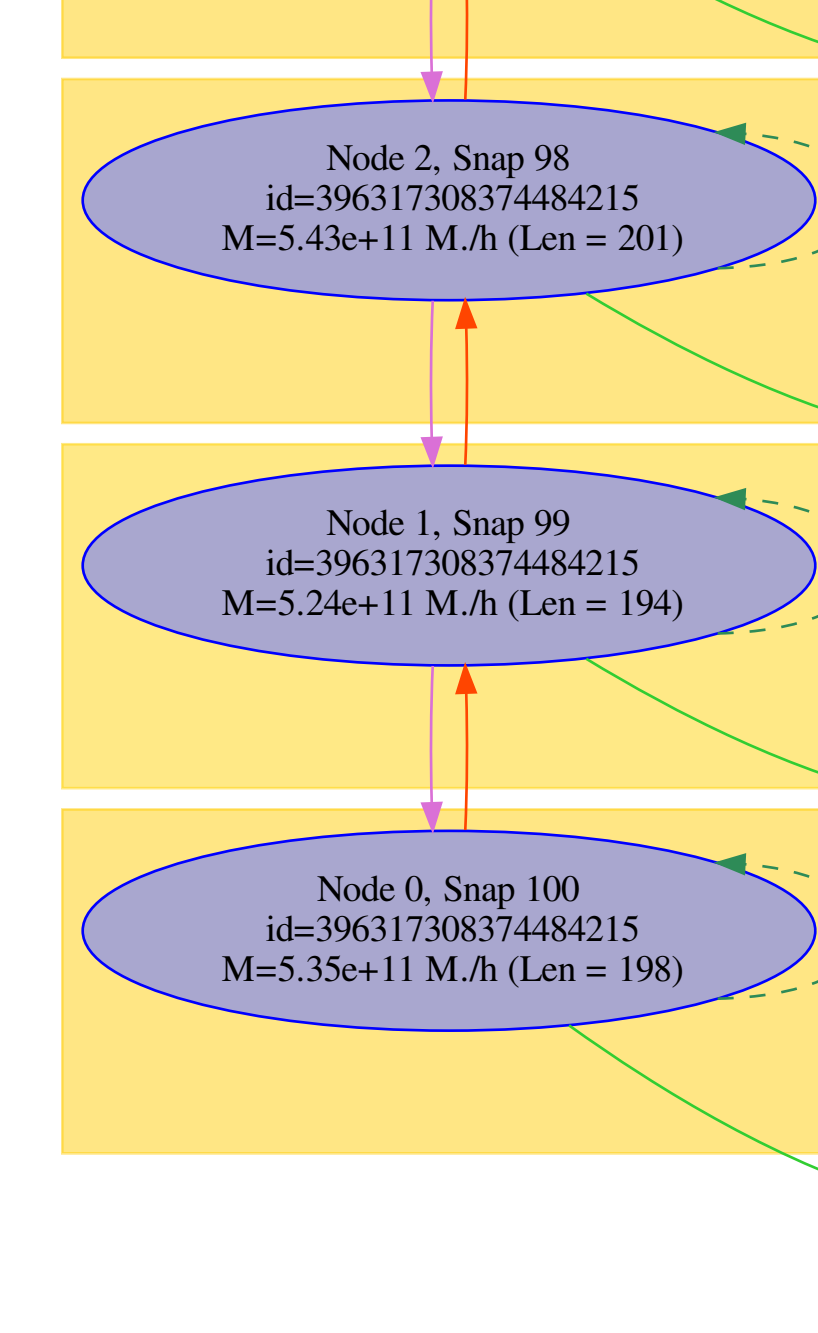 Node 2, Snap 98
id=396317308374484215
M=5.43e+11 M./h (Len = 201)
Node 1, Snap 99
id=396317308374484215
M=5.24e+11 M./h (Len = 194)
Node 0, Snap 100
id=396317308374484215
M=5.35e+11 M./h (Len = 198)